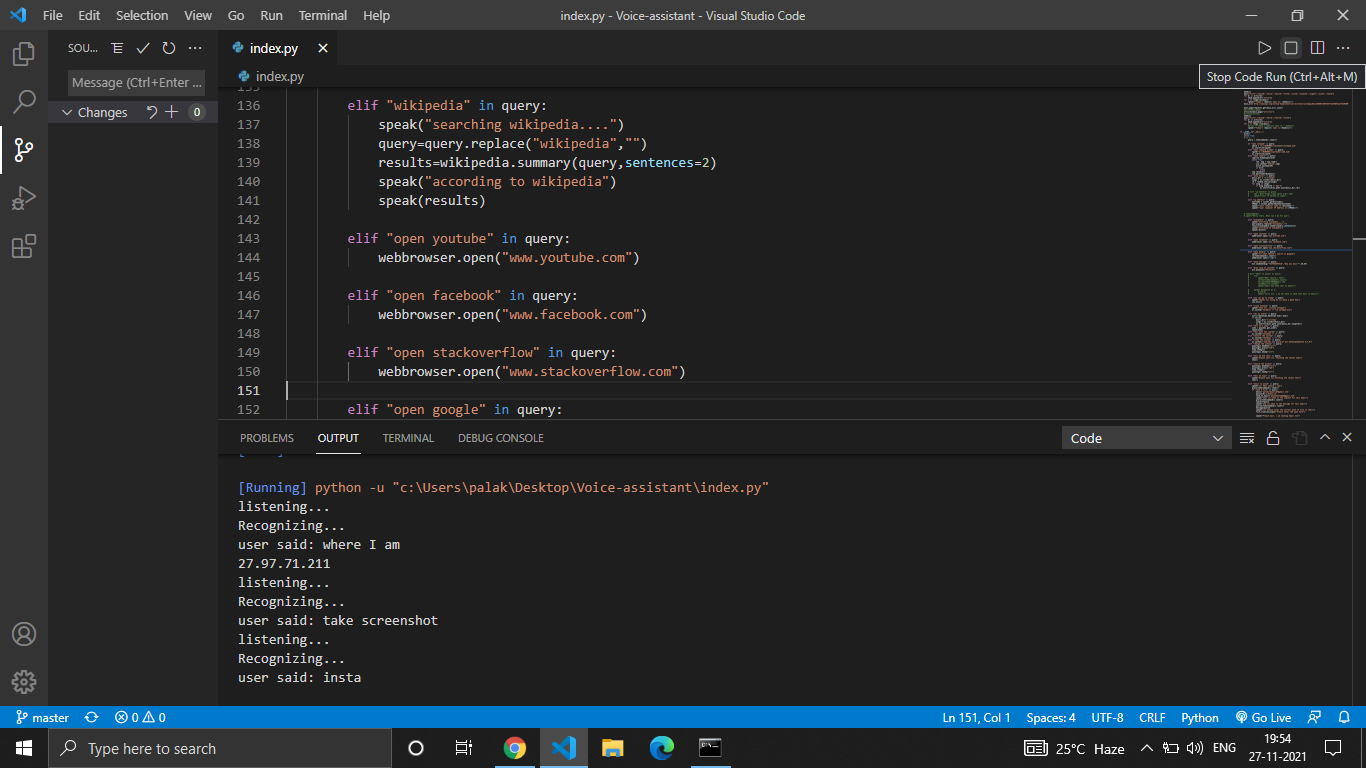 File Edit Selection View Go Run Terminal Help index.py - Voice-assistant - Visual Studio Code
SOU...
index.py
Message (Ctrl+Enter ...
Changes 0
index.py
Stop Code Run (Ctrl+Alt+M)
135
136 elif "wikipedia" in query:
137 speak("searching wikipedia....")
138 query=query.replace("wikipedia","")
139 results=wikipedia.summary(query,sentences=2)
140 speak("according to wikipedia")
141 speak(results)
142
143 elif "open youtube" in query:
144 webbrowser.open("www.youtube.com")
145
146 elif "open facebook" in query:
147 webbrowser.open("www.facebook.com")
148
149 elif "open stackoverflow" in query:
150 webbrowser.open("www.stackoverflow.com")
151
152 elif "open google" in query:
PROBLEMS OUTPUT TERMINAL DEBUG CONSOLE Code
[Running] python -u "c:\Users\palak\Desktop\Voice-assistant\index.py"
listening...
Recognizing...
user said: where I am
27.97.71.211
listening...
Recognizing...
user said: take screenshot
listening...
Recognizing...
user said: insta
master 0 0 Ln 151, Col 1 Spaces: 4 UTF-8 CRLF Python Go Live
Type here to search 25°C Haze ENG 19:54
27-11-2021